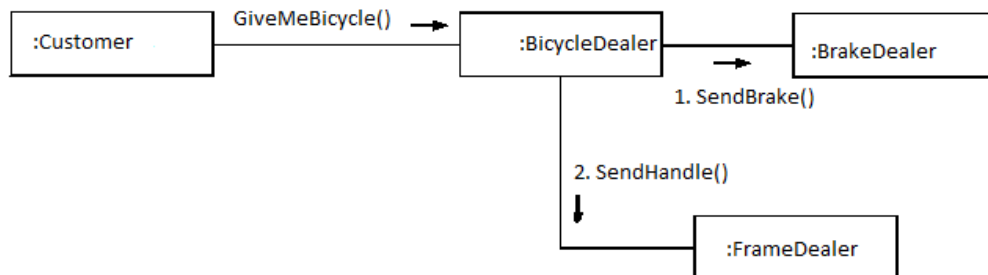 GiveMeBicycle()
:Customer
:BicycleDealer
:BrakeDealer
1. SendBrake()
2. SendHandle()
:FrameDealer